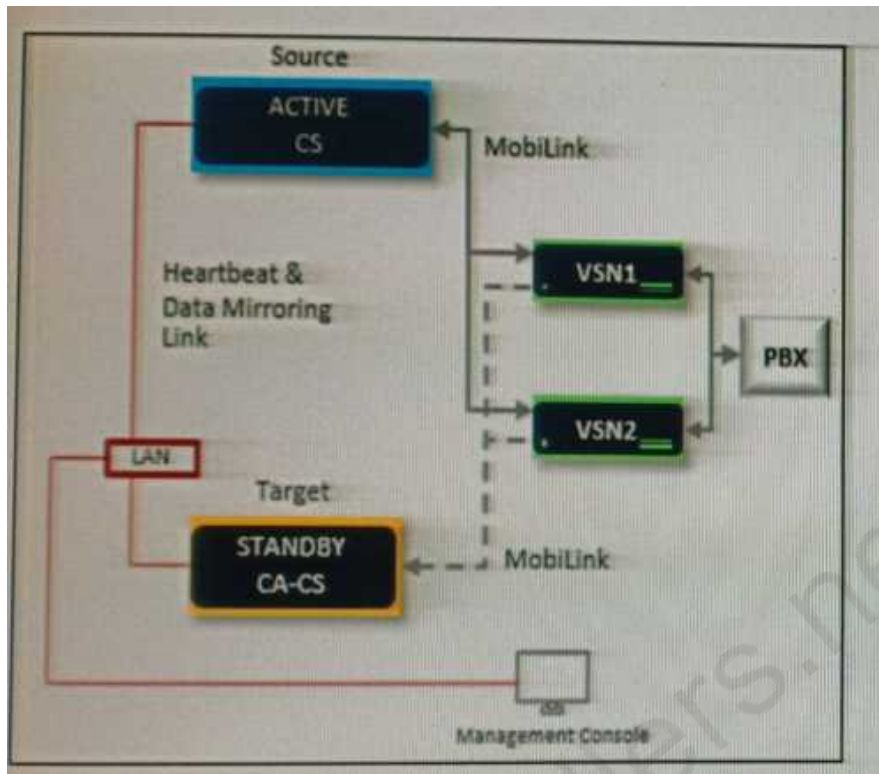 Source
ACTIVE
CS
MobiLink
VSN1
Heartbeat &
Data Mirroring
Link
PBX
VSN2
LAN
Target
STANDBY
CA-CS
MobiLink
Management Console